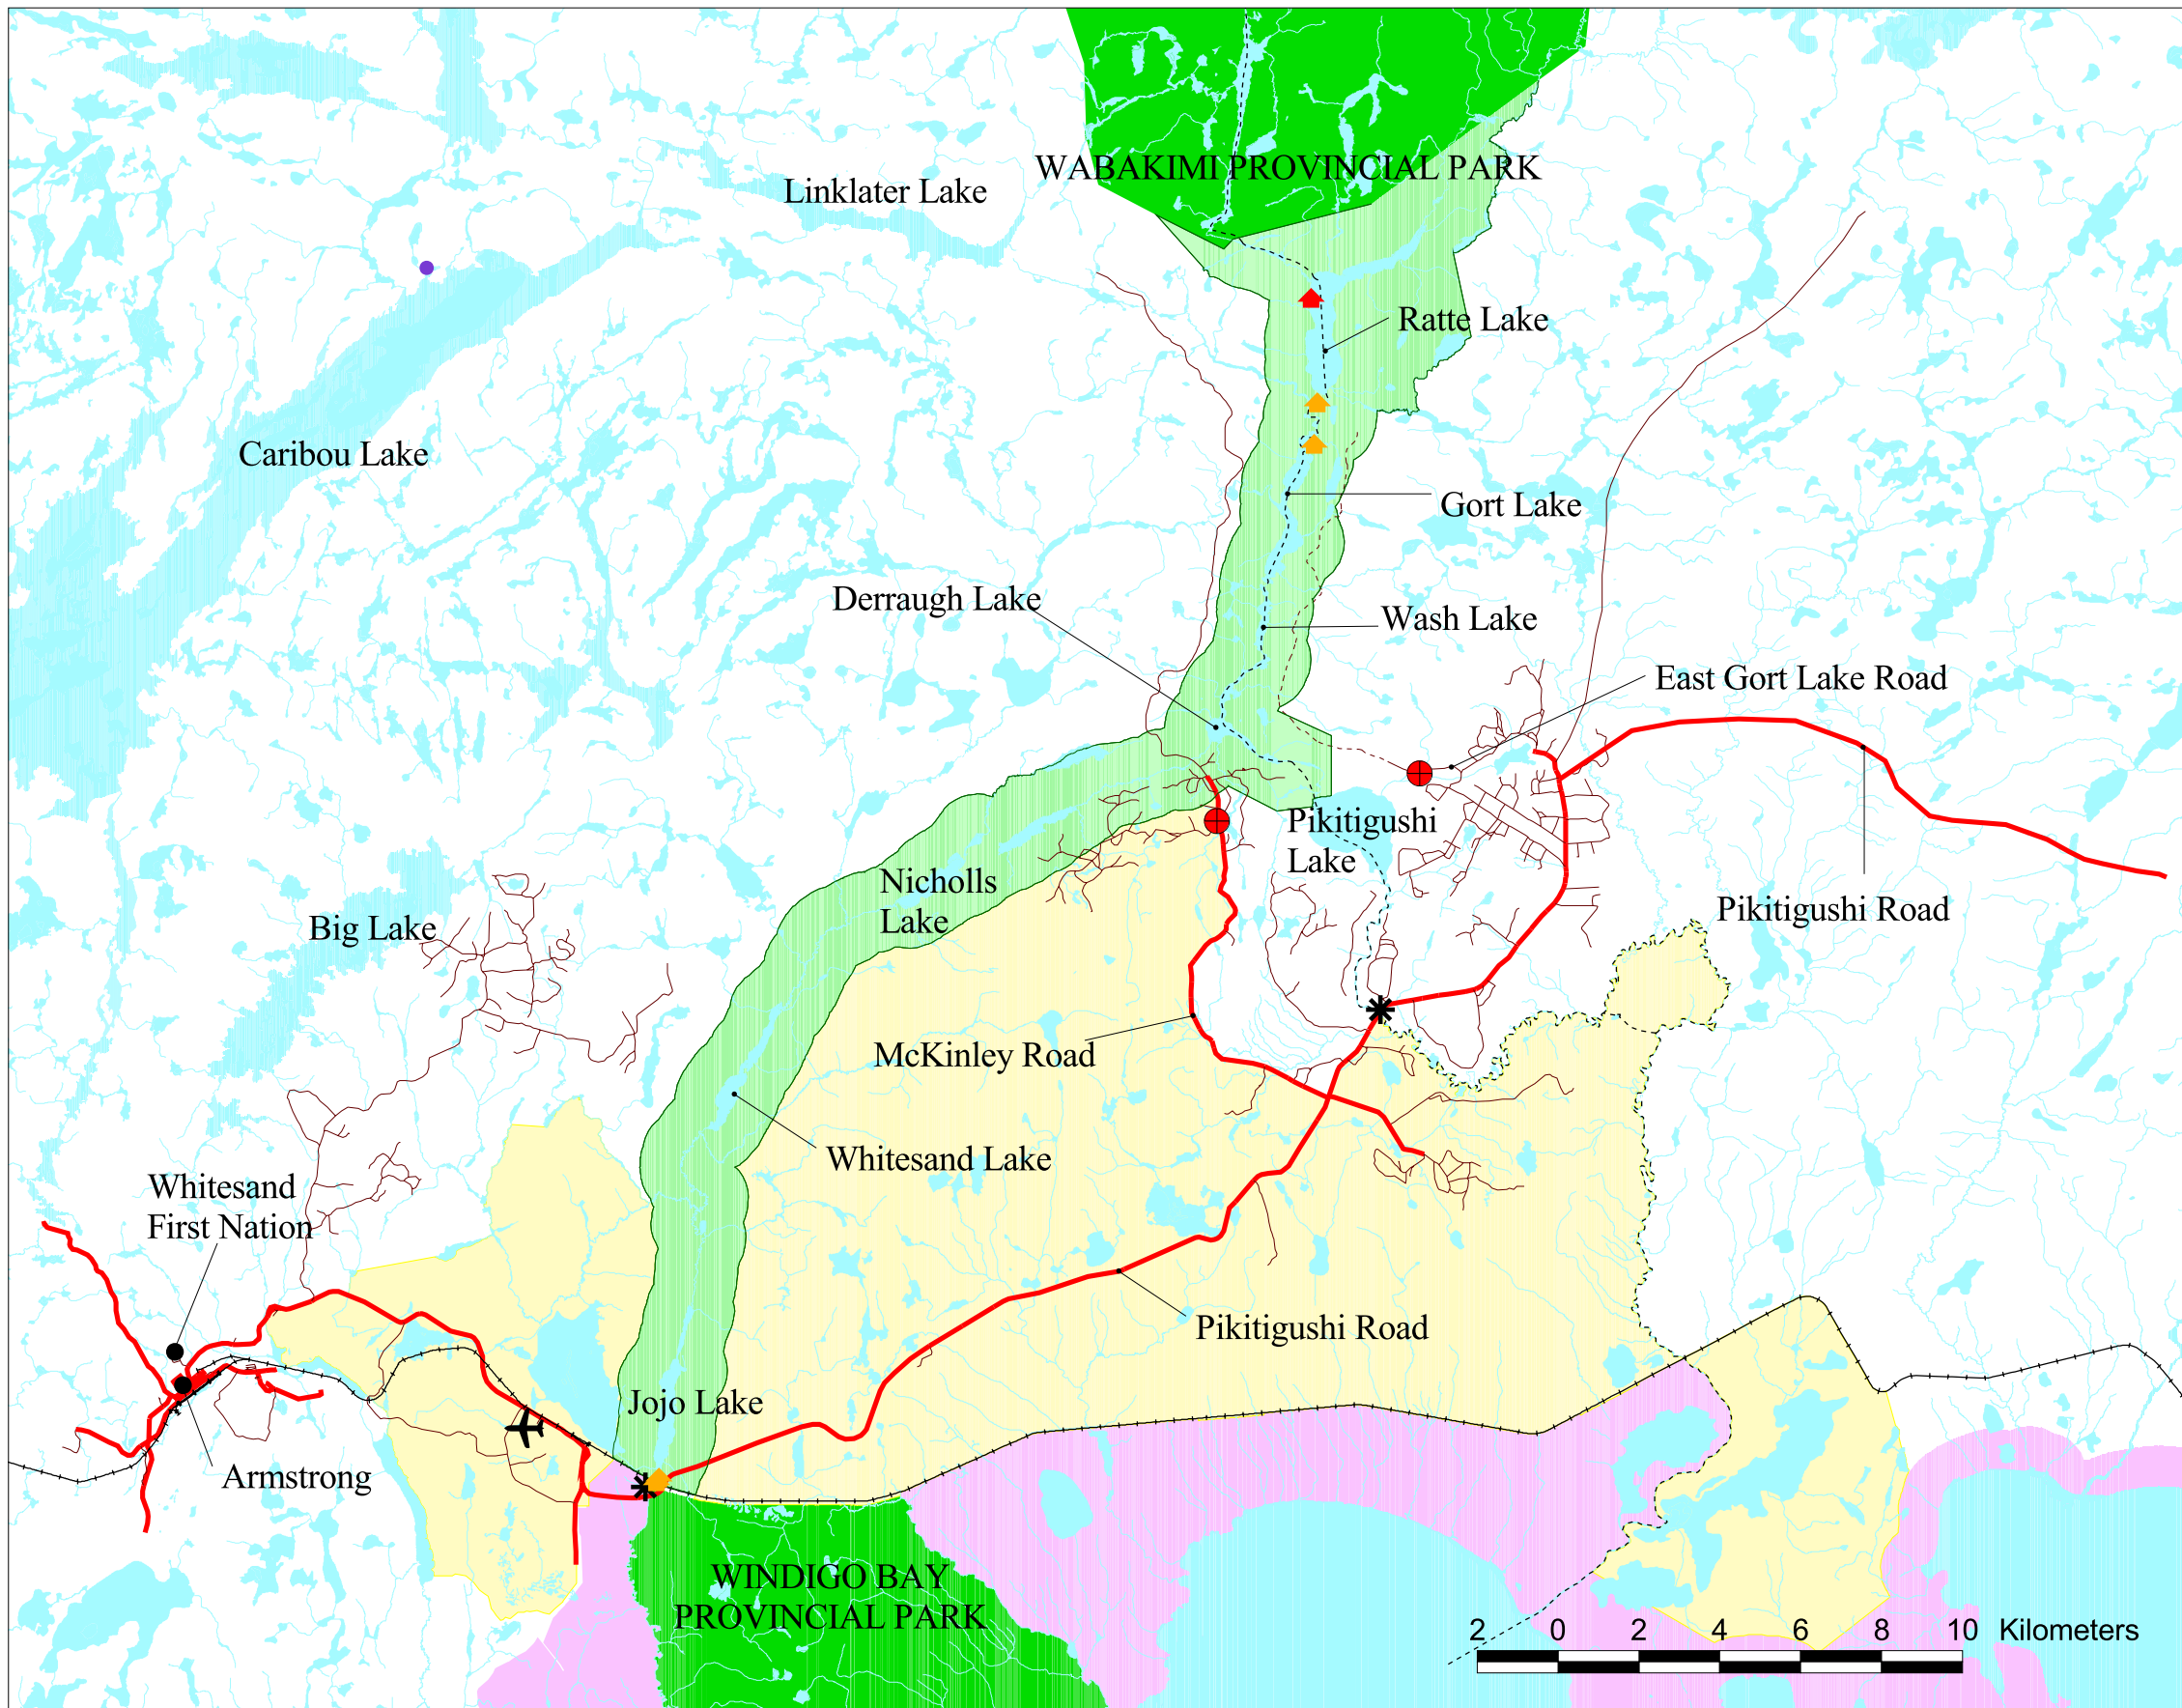 WABAKIMI PROVINCIAL PARK
Linklater Lake
Ratte Lake
Caribou Lake
Gort Lake
Derraugh Lake
Wash Lake
East Gort Lake Road
Pikitigushi
Lake
Nicholls
Lake
Pikitigushi Road
Big Lake
McKinley Road
Whitesand Lake
Whitesand
First Nation
Pikitigushi Road
Jojo Lake
Armstrong
WINDIGO BAY
PROVINCIAL PARK
2 0 2 4 6 8 10 Kilometers